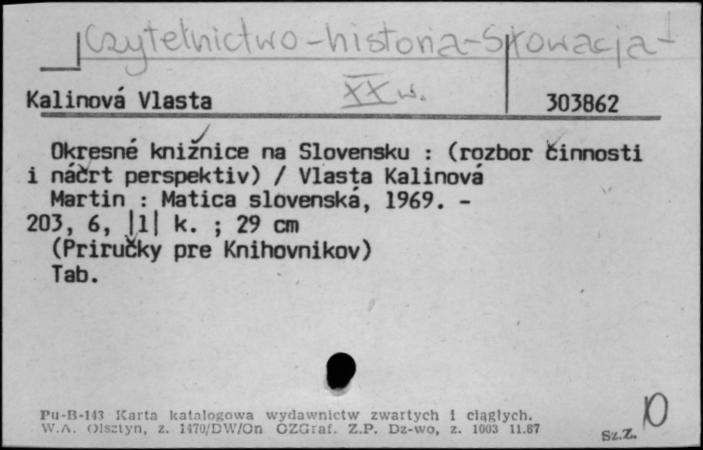 Czytelnictwo - historia - Słowacja -
XX w.
Kalinová Vlasta 303862
Okresné knižnice na Slovensku : (rozbor činnosti
i náčrt perspektiv) / Vlasta Kalinová
Martin : Matica slovenská, 1969. -
203, 6, |1| k. ; 29 cm
(Priručky pre Knihovnikov)
Tab.
Pu-B-143 Karta katalogowa wydawnictw zwartych i ciągłych.
W.A. Olsztyn, z. 1470/DW/On OZGraf. Z.P. Dz-wo, z. 1003 11.87
Sz.Z.